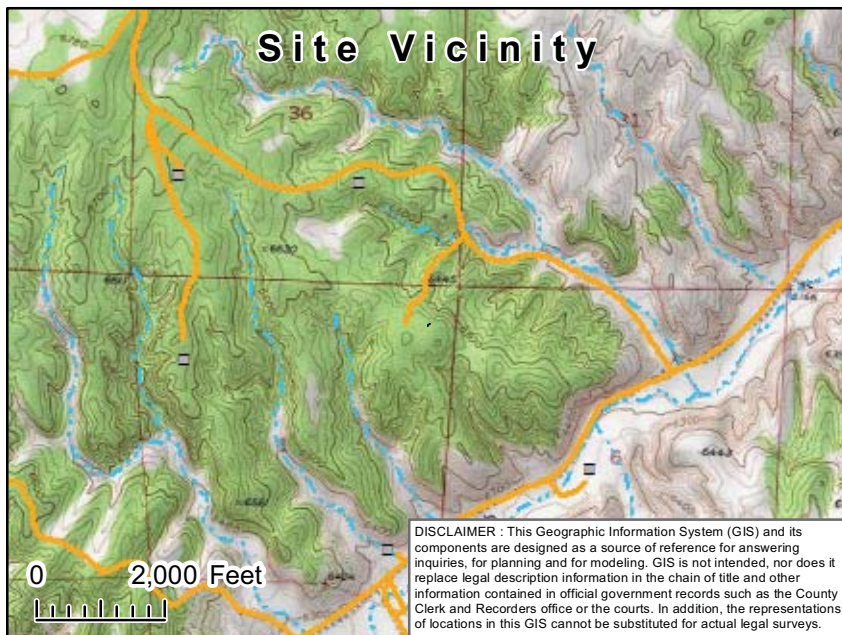 Site Vicinity
36
6630
6645
6443
0 2,000 Feet
DISCLAIMER : This Geographic Information System (GIS) and its
components are designed as a source of reference for answering
inquiries, for planning and for modeling. GIS is not intended, nor does it
replace legal description information in the chain of title and other
information contained in official government records such as the County
Clerk and Recorders office or the courts. In addition, the representations
of locations in this GIS cannot be substituted for actual legal surveys.